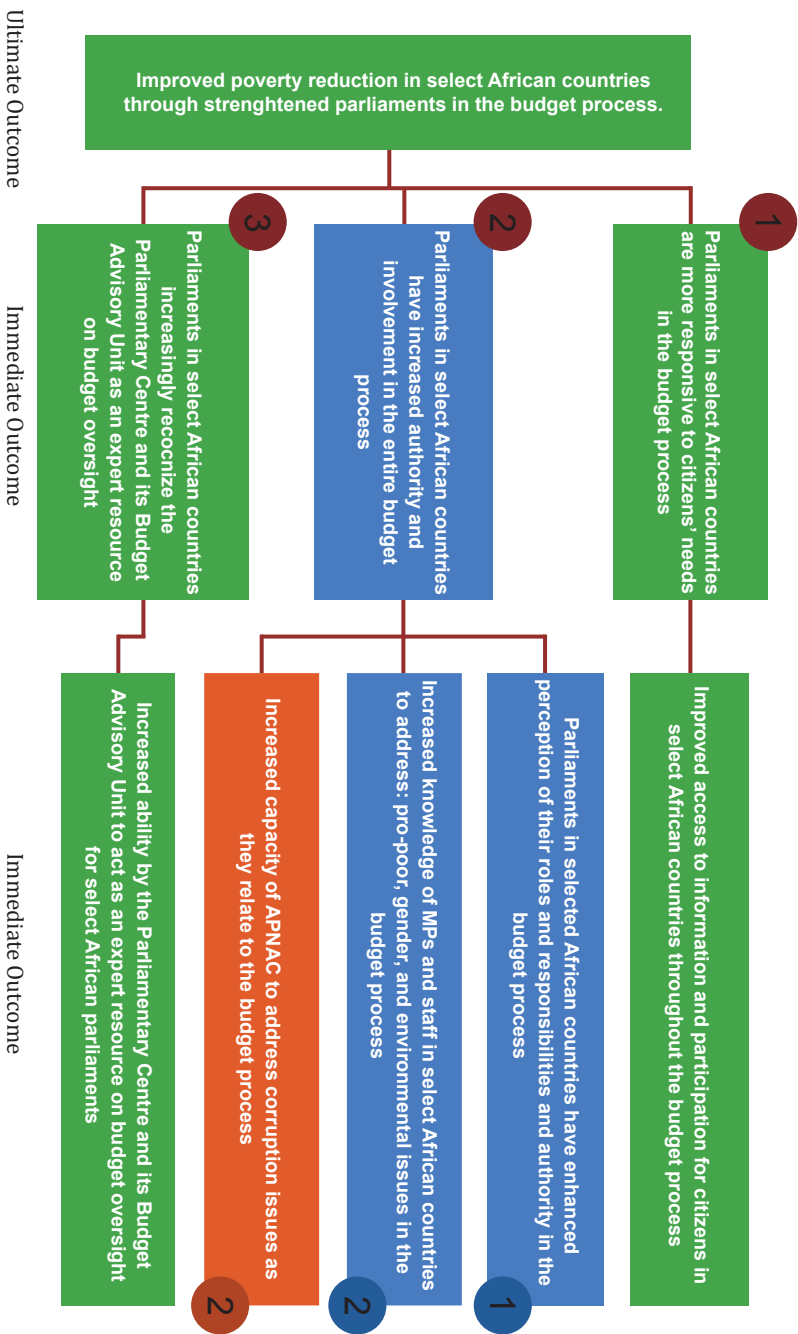 Ultimate Outcome
Immediate Outcome
Immediate Outcome
Improved poverty reduction in select African countries
through strenghtened parliaments in the budget process.
1
Parliaments in select African countries
are more responsive to citizens' needs
in the budget process
2
Parliaments in select African countries
have increased authority and
involvement in the entire budget
process
3
Parliaments in select African countries
increasingly recocnize the
Parliamentary Centre and its Budget
Advisory Unit as an expert resource
on budget oversight
Improved access to information and participation for citizens in
select African countries throughout the budget process
Parliaments in selected African countries have enhanced
perception of their roles and responsibilities and authority in the
budget process
1
Increased knowledge of MPs and staff in select African countries
to address: pro-poor, gender, and environmental issues in the
budget process
2
Increased capacity of APNAC to address corruption issues as
they relate to the budget process
2
Increased ability by the Parliamentary Centre and its Budget
Advisory Unit to act as an expert resource on budget oversight
for select African parliaments